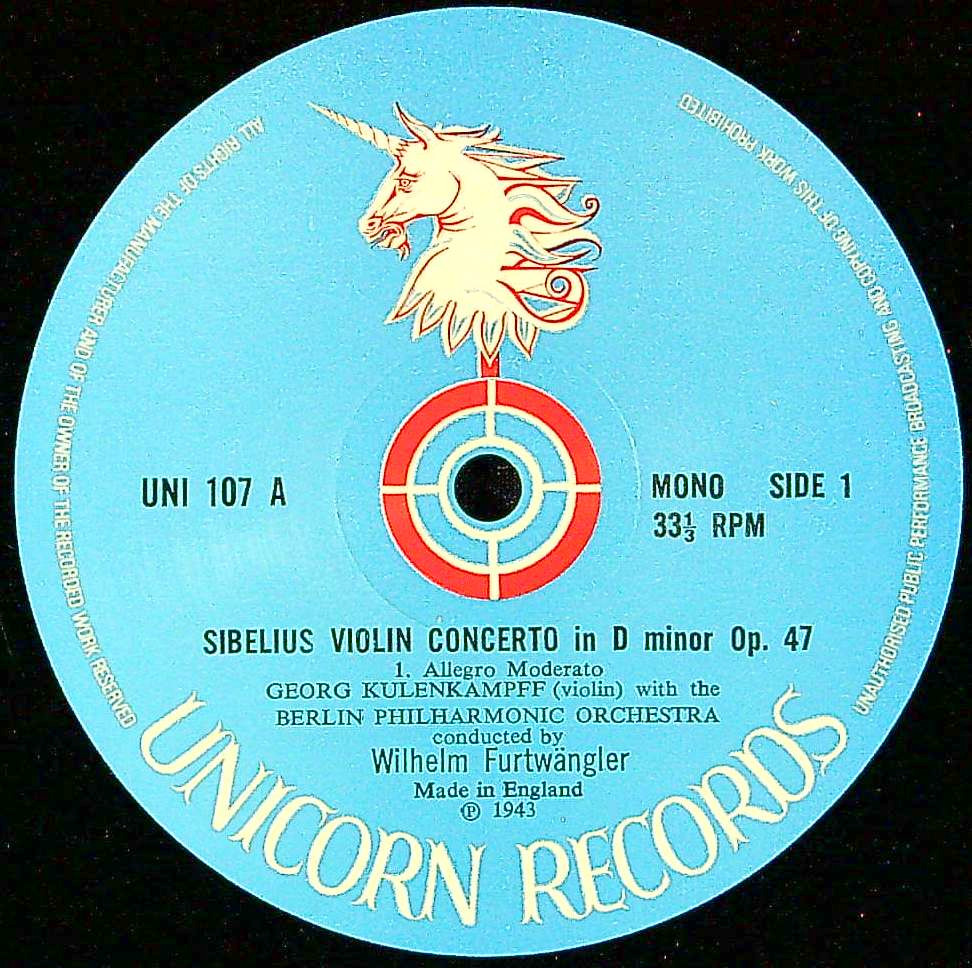 ALL RIGHTS OF THE MANUFACTURER AND OF THE OWNER OF THE RECORDED WORK RESERVED
UNAUTHORISED PUBLIC PERFORMANCE BROADCASTING AND COPYING OF THIS WORK PROHIBITED
UNI 107 A
MONO SIDE 1
33⅓ RPM
SIBELIUS VIOLIN CONCERTO in D minor Op. 47
1. Allegro Moderato
GEORG KULENKAMPFF (violin) with the
BERLIN PHILHARMONIC ORCHESTRA
conducted by
Wilhelm Furtwängler
Made in England
℗ 1943
UNICORN RECORDS